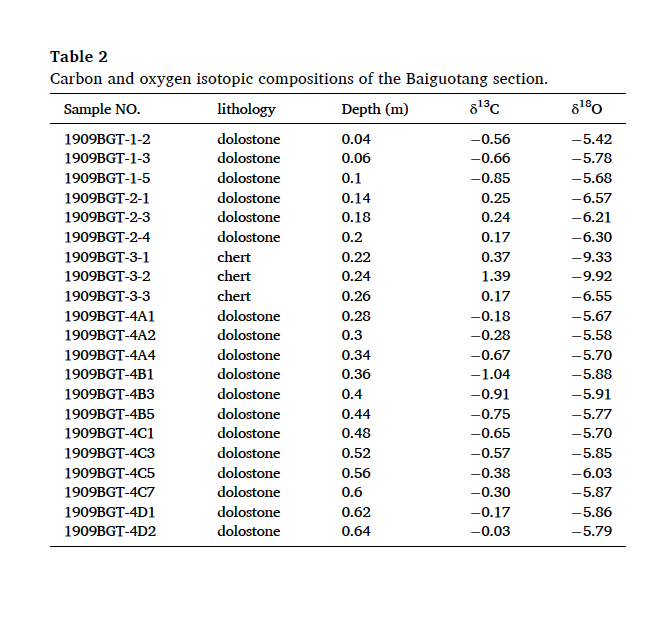 Table 2
Carbon and oxygen isotopic compositions of the Baiguotang section.
Sample NO. lithology Depth (m) δ¹³C δ¹⁸O
1909BGT-1-2 dolostone 0.04 −0.56 −5.42
1909BGT-1-3 dolostone 0.06 −0.66 −5.78
1909BGT-1-5 dolostone 0.1 −0.85 −5.68
1909BGT-2-1 dolostone 0.14 0.25 −6.57
1909BGT-2-3 dolostone 0.18 0.24 −6.21
1909BGT-2-4 dolostone 0.2 0.17 −6.30
1909BGT-3-1 chert 0.22 0.37 −9.33
1909BGT-3-2 chert 0.24 1.39 −9.92
1909BGT-3-3 chert 0.26 0.17 −6.55
1909BGT-4A1 dolostone 0.28 −0.18 −5.67
1909BGT-4A2 dolostone 0.3 −0.28 −5.58
1909BGT-4A4 dolostone 0.34 −0.67 −5.70
1909BGT-4B1 dolostone 0.36 −1.04 −5.88
1909BGT-4B3 dolostone 0.4 −0.91 −5.91
1909BGT-4B5 dolostone 0.44 −0.75 −5.77
1909BGT-4C1 dolostone 0.48 −0.65 −5.70
1909BGT-4C3 dolostone 0.52 −0.57 −5.85
1909BGT-4C5 dolostone 0.56 −0.38 −6.03
1909BGT-4C7 dolostone 0.6 −0.30 −5.87
1909BGT-4D1 dolostone 0.62 −0.17 −5.86
1909BGT-4D2 dolostone 0.64 −0.03 −5.79